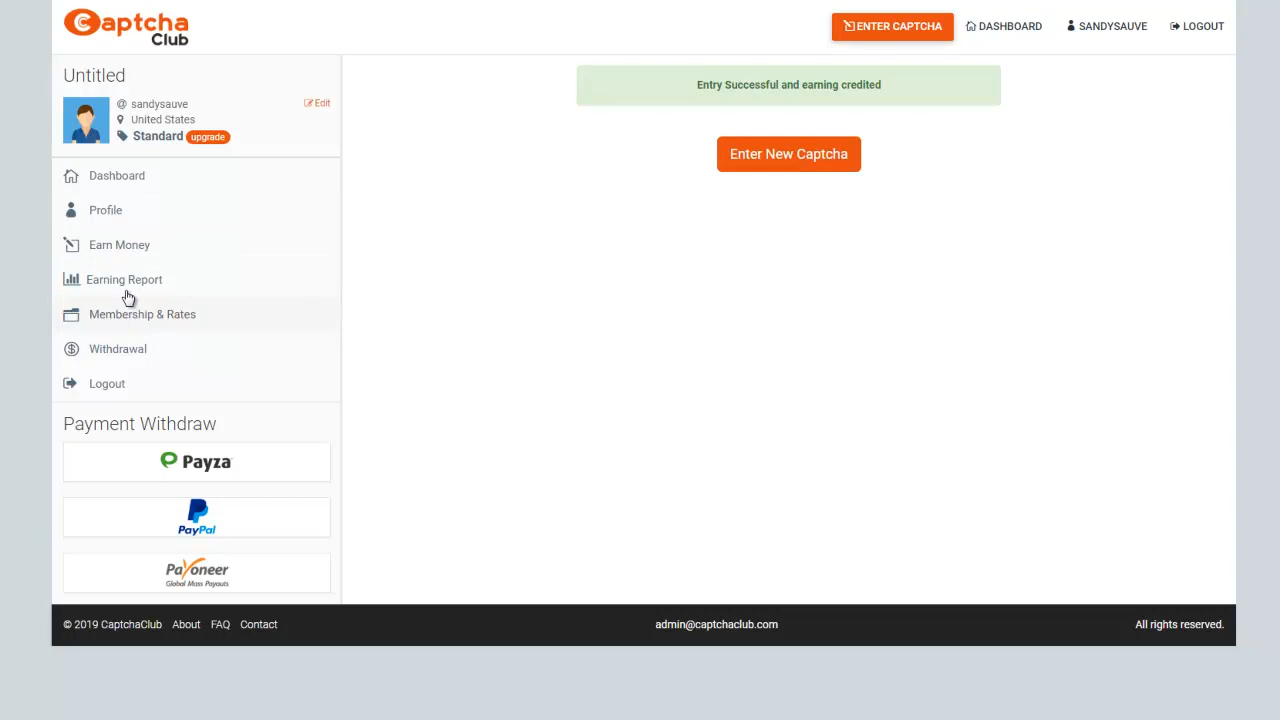 Captcha
Club
ENTER CAPTCHA
DASHBOARD
SANDYSAUVE
LOGOUT
Untitled
@ sandysauve
Edit
United States
Standard upgrade
Dashboard
Profile
Earn Money
Earning Report
Membership & Rates
Withdrawal
Logout
Payment Withdraw
Payza
PayPal
Payoneer
Global Mass Payouts
Entry Successful and earning credited
Enter New Captcha
© 2019 CaptchaClub About FAQ Contact
admin@captchaclub.com
All rights reserved.